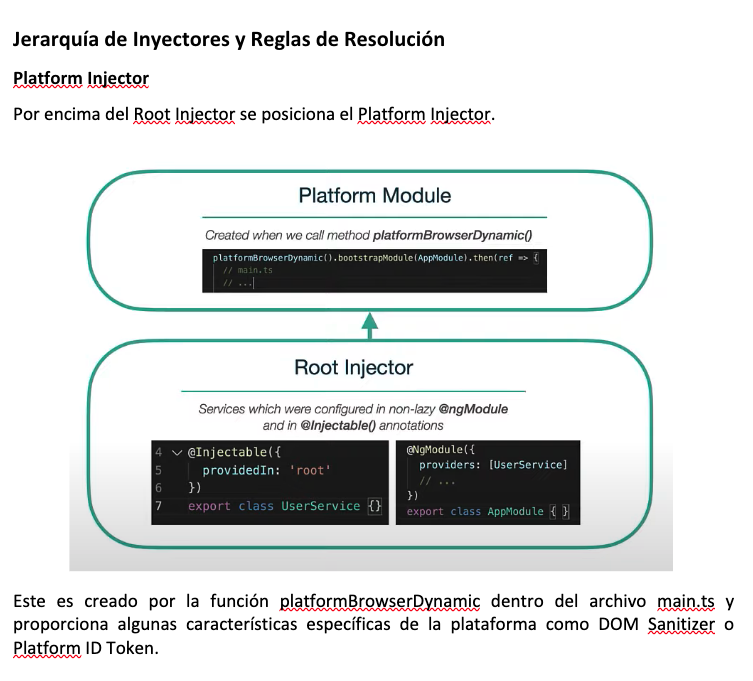 Jerarquía de Inyectores y Reglas de Resolución
Platform Injector
Por encima del Root Injector se posiciona el Platform Injector.
Platform Module
Created when we call method platformBrowserDynamic()
platformBrowserDynamic().bootstrapModule(AppModule).then(ref => {
// main.ts
// ...
Root Injector
Services which were configured in non-lazy @ngModule
and in @Injectable() annotations
4 @Injectable({
5 providedIn: 'root'
6 })
7 export class UserService {}
@NgModule({
providers: [UserService]
// ...
})
export class AppModule { }
Este es creado por la función platformBrowserDynamic dentro del archivo main.ts y
proporciona algunas características específicas de la plataforma como DOM Sanitizer o
Platform ID Token.